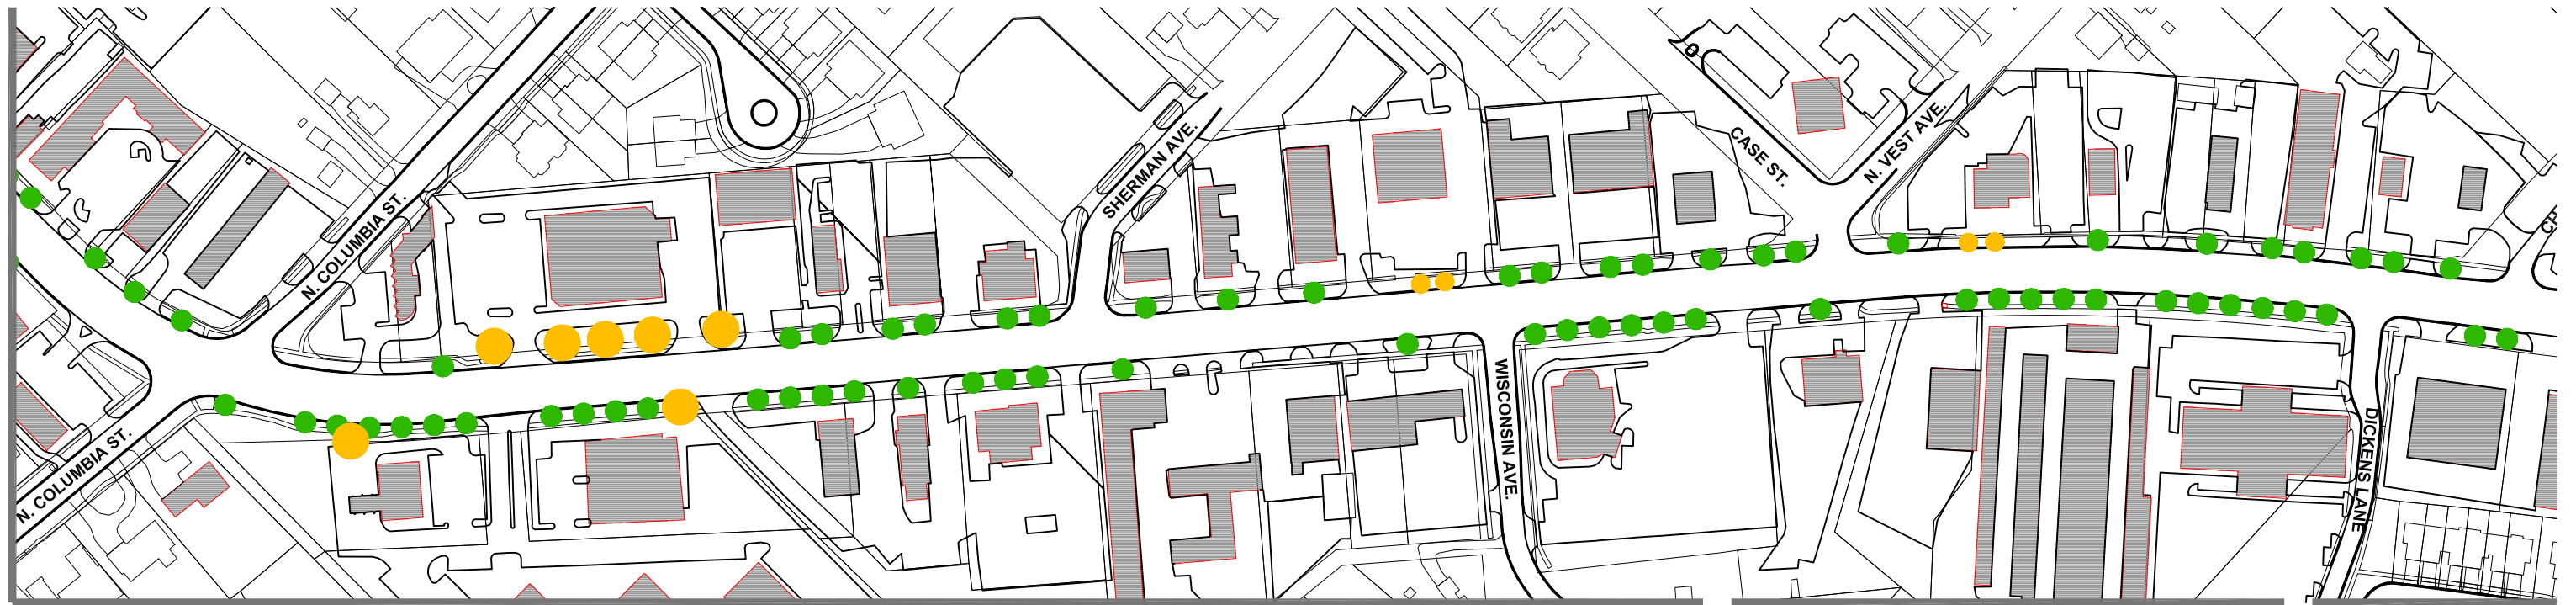 N. COLUMBIA ST.
SHERMAN AVE.
CASE ST.
N. VEST AVE.
N. COLUMBIA ST.
WISCONSIN AVE.
DICKENS LANE